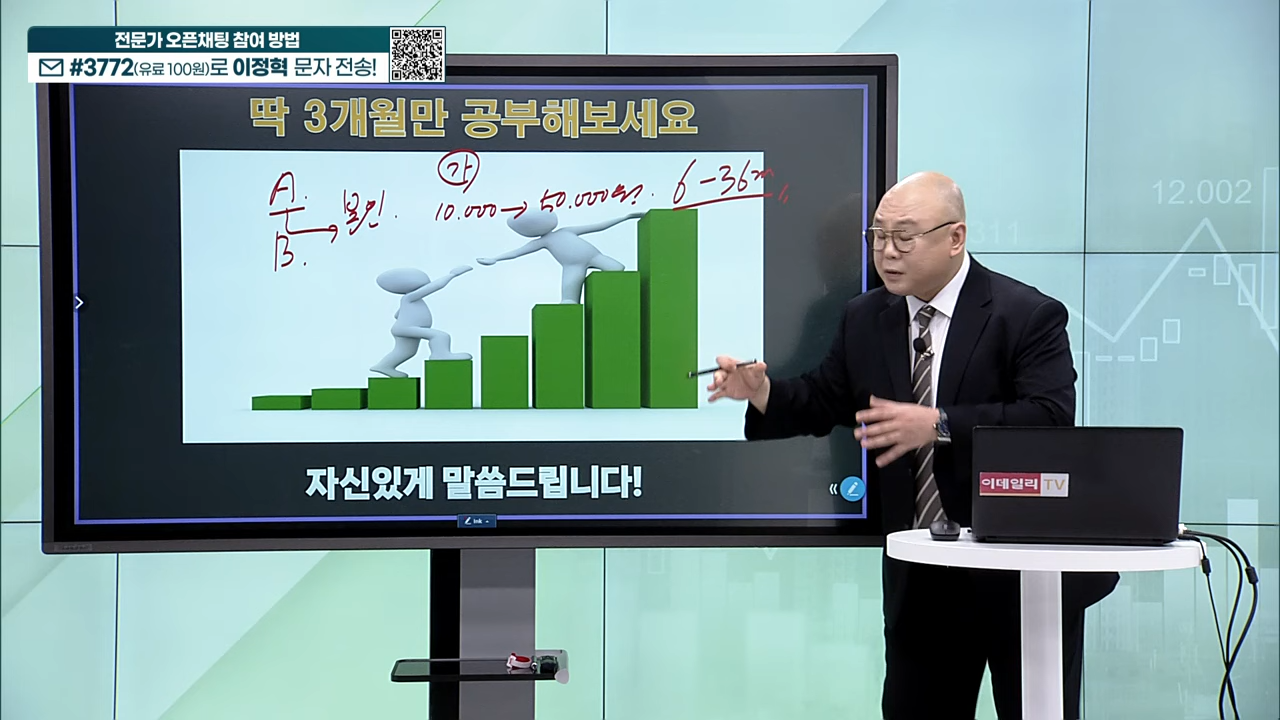 전문가 오픈채팅 참여 방법
#3772(유료 100원)로 이정혁 문자 전송!
딱 3개월만 공부해보세요
가
A.
B.
본인.
10.000→50.000
6-36m
자신있게 말씀드립니다!
Ink
이데일리TV
12.002
311